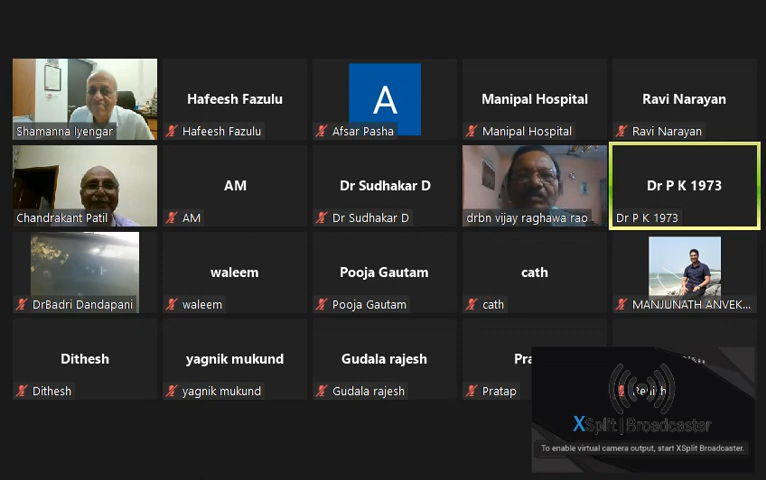 Hafeesh Fazulu
A
Manipal Hospital
Ravi Narayan
Shamanna Iyengar
Hafeesh Fazulu
Afsar Pasha
Manipal Hospital
Ravi Narayan
AM
Dr Sudhakar D
Dr P K 1973
Chandrakant Patil
AM
Dr Sudhakar D
drbn vijay raghawa rao
Dr P K 1973
waleem
Pooja Gautam
cath
DrBadri Dandapani
waleem
Pooja Gautam
cath
MANJUNATH ANVEK...
Dithesh
yagnik mukund
Gudala rajesh
Dithesh
yagnik mukund
Gudala rajesh
Pratap
XSplit | Broadcaster
To enable virtual camera output, start XSplit Broadcaster.